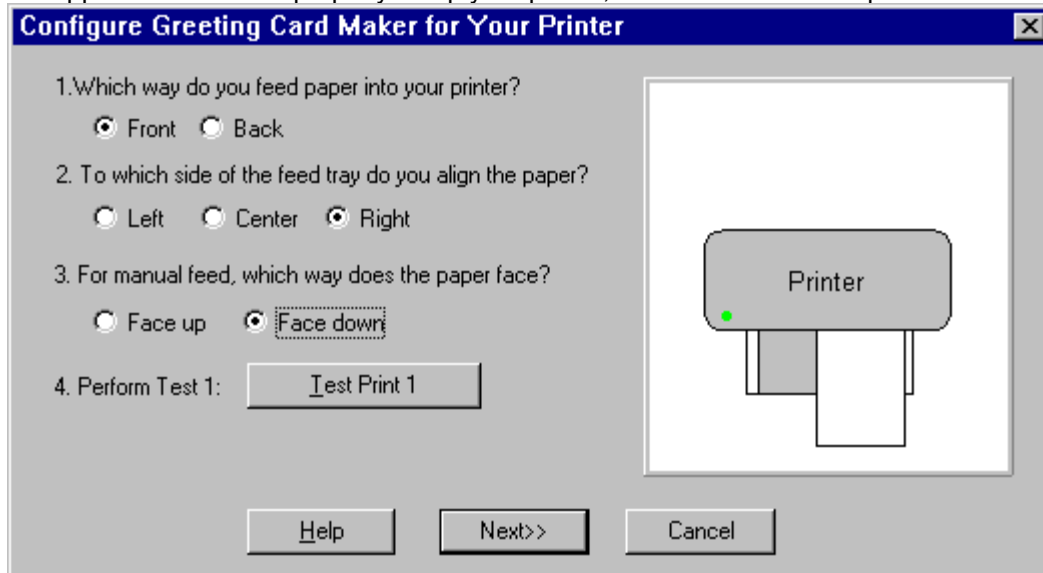 Configure Greeting Card Maker for Your Printer
1.Which way do you feed paper into your printer?
Front Back
2. To which side of the feed tray do you align the paper?
Left Center Right
3. For manual feed, which way does the paper face?
Face up Face down
4. Perform Test 1: Test Print 1
Printer
Help Next>> Cancel